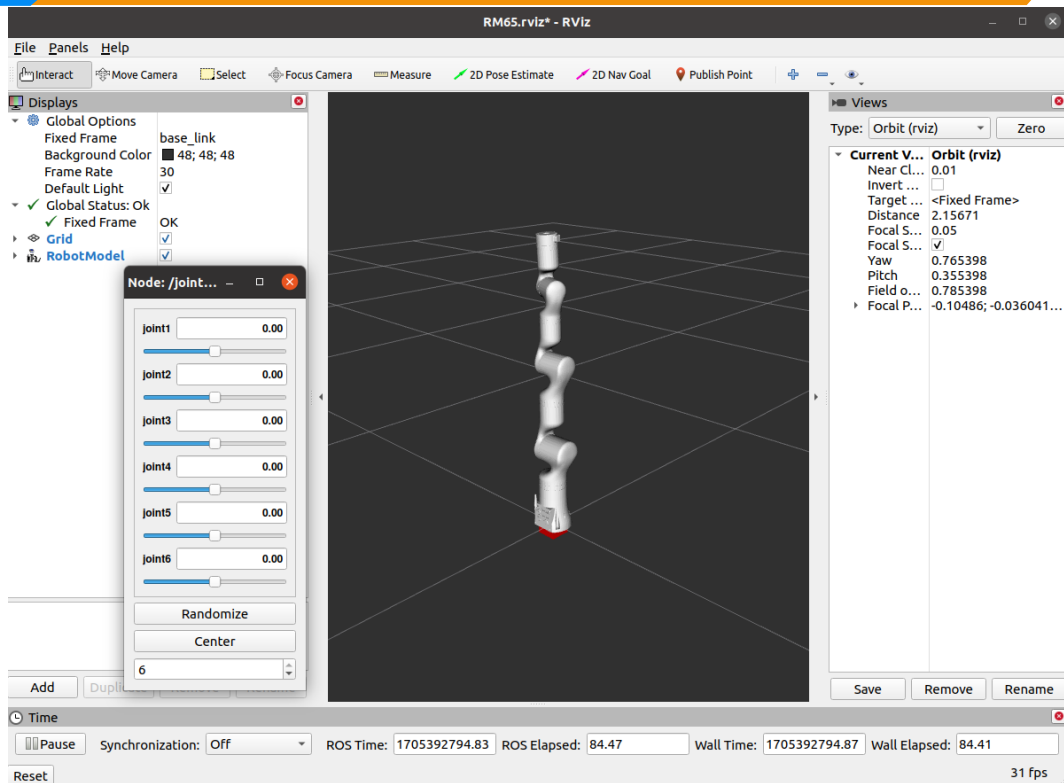 RM65.rviz* - RViz
File Panels Help
Interact Move Camera Select Focus Camera Measure 2D Pose Estimate 2D Nav Goal Publish Point
Displays
Global Options
Fixed Frame base_link
Background Color 48; 48; 48
Frame Rate 30
Default Light
Global Status: Ok
Fixed Frame OK
Grid
RobotModel
Node: /joint...
joint1 0.00
joint2 0.00
joint3 0.00
joint4 0.00
joint5 0.00
joint6 0.00
Randomize
Center
6
Add
Views
Type: Orbit (rviz) Zero
Current V... Orbit (rviz)
Near Cl... 0.01
Invert ...
Target ... <Fixed Frame>
Distance 2.15671
Focal S... 0.05
Focal S...
Yaw 0.765398
Pitch 0.355398
Field o... 0.785398
Focal P... -0.10486; -0.036041...
Save Remove Rename
Time
Pause Synchronization: Off ROS Time: 1705392794.83 ROS Elapsed: 84.47 Wall Time: 1705392794.87 Wall Elapsed: 84.41
Reset 31 fps